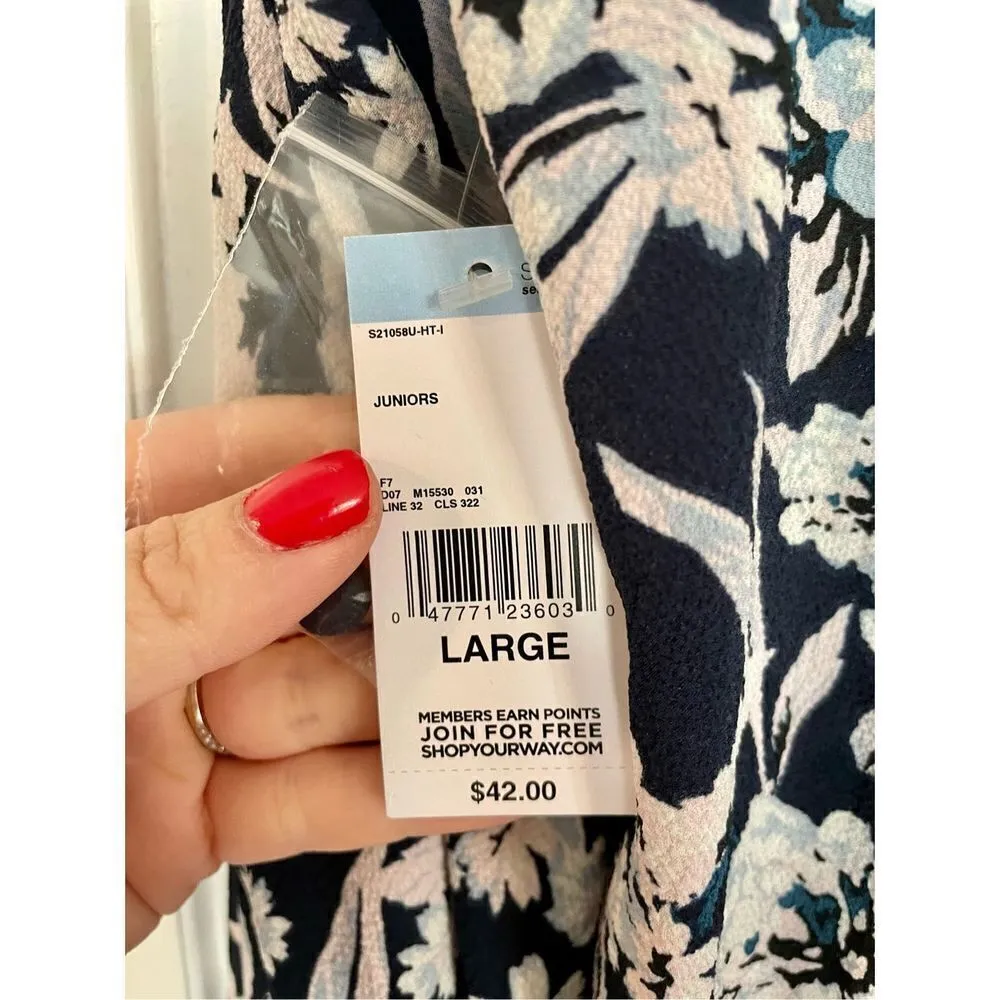 S21058U-HT-I
JUNIORS
F7
D07 M15530 031
LINE 32 CLS 322
0 47771 23603 0
LARGE
MEMBERS EARN POINTS
JOIN FOR FREE
SHOPYOURWAY.COM
$42.00